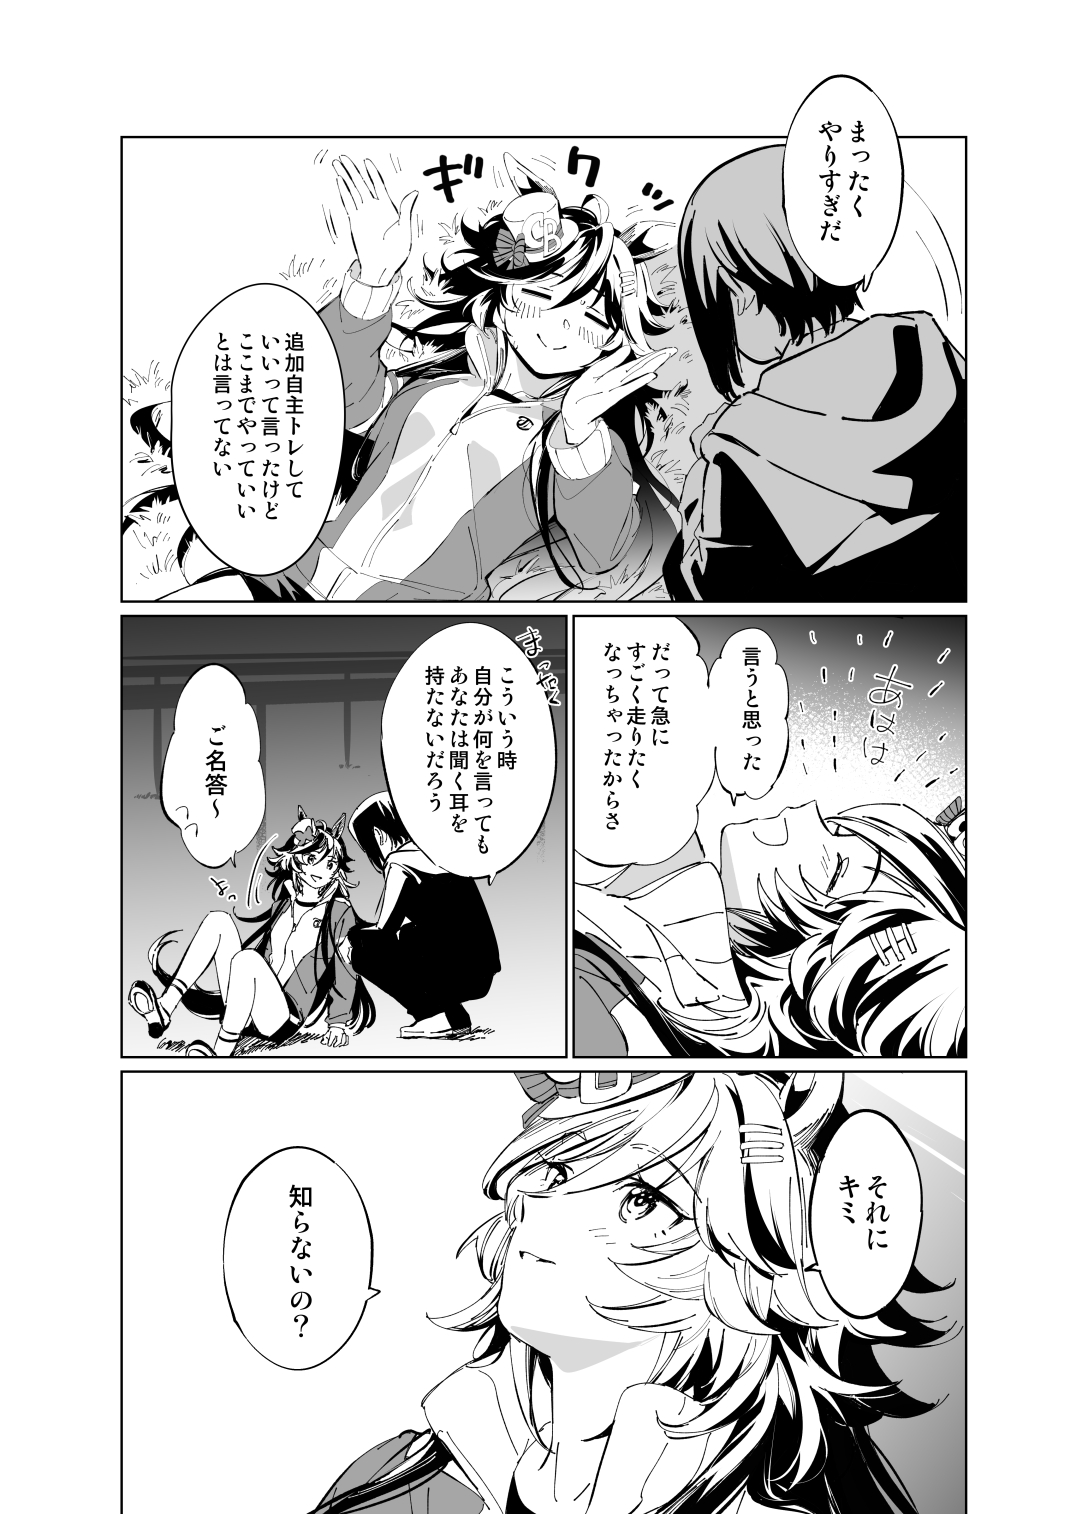 まったく
やりすぎだ
ギクッ
CB
追加自主トレして
いいって言ったけど
ここまでやっていい
とは言ってない
あはは
言うと思った
だって急に
すごく走りたく
なっちゃったからさ
まったく
こういう時
自分が何を言っても
あなたは聞く耳を
持たないだろう
ご名答〜
よっ
それに
キミ
知らないの？